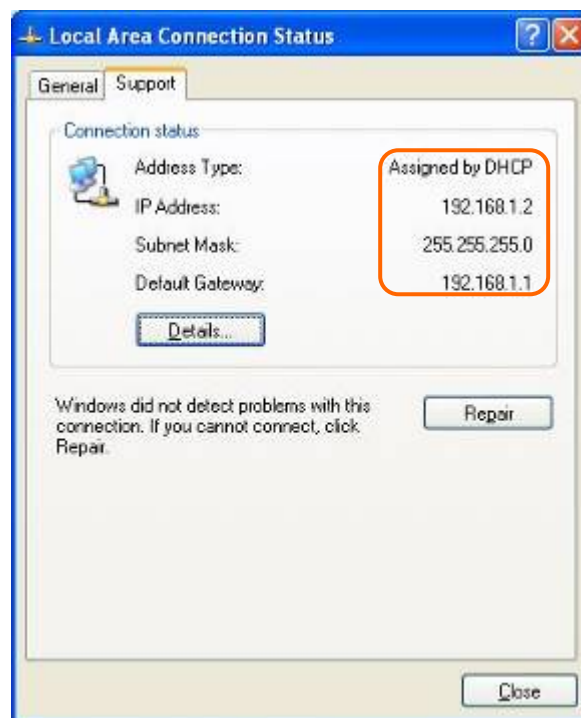 Local Area Connection Status
General Support
Connection status
Address Type: Assigned by DHCP
IP Address: 192.168.1.2
Subnet Mask: 255.255.255.0
Default Gateway: 192.168.1.1
Details...
Windows did not detect problems with this
connection. If you cannot connect, click
Repair.
Repair
Close